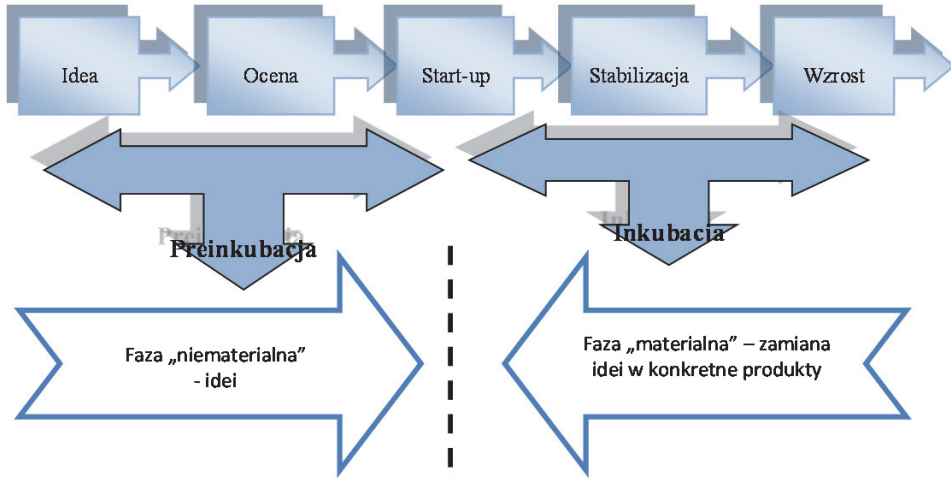 Idea
Ocena
Start-up
Stabilizacja
Wzrost
Preinkubacja
Inkubacja
Faza „niematerialna”
- idei
Faza „materialna” – zamiana
idei w konkretne produkty